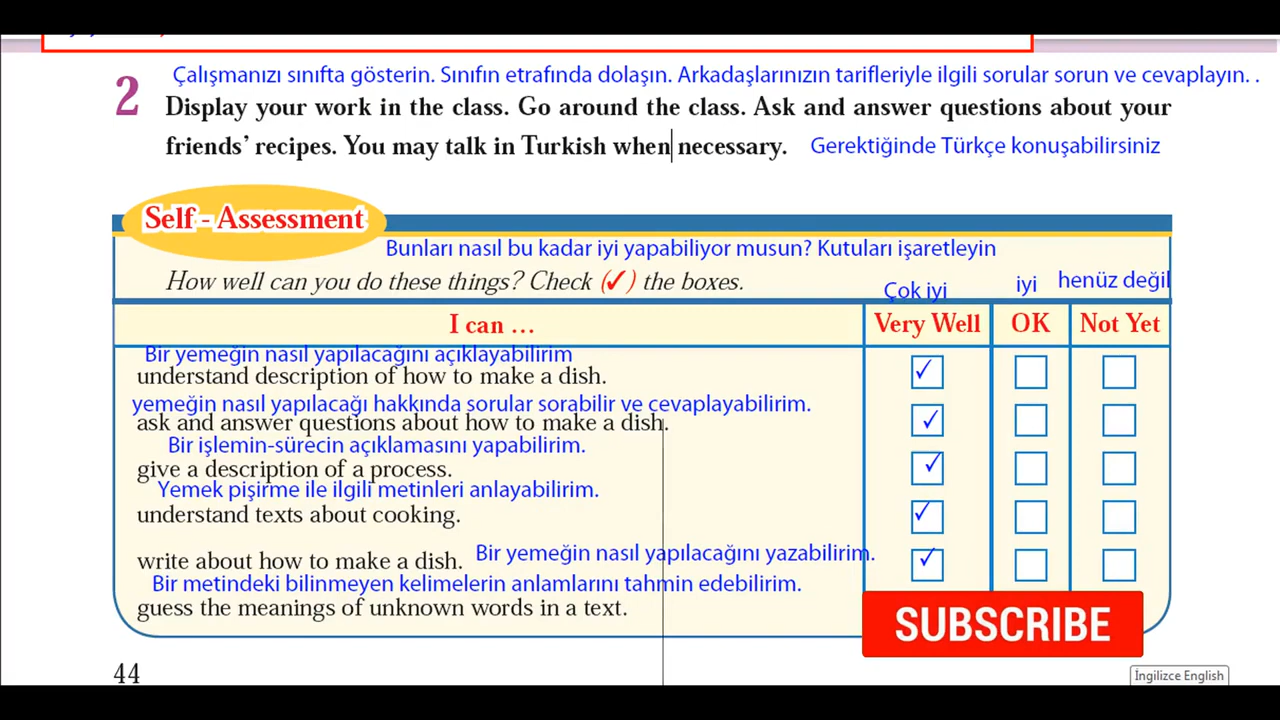 Çalışmanızı sınıfta gösterin. Sınıfın etrafında dolaşın. Arkadaşlarınızın tarifleriyle ilgili sorular sorun ve cevaplayın. .
2
Display your work in the class. Go around the class. Ask and answer questions about your
friends' recipes. You may talk in Turkish when necessary. Gerektiğinde Türkçe konuşabilirsiniz
Self - Assessment
Bunları nasıl bu kadar iyi yapabiliyor musun? Kutuları işaretleyin
How well can you do these things? Check (✓) the boxes.
Çok iyi iyi henüz değil
I can … Very Well OK Not Yet
Bir yemeğin nasıl yapılacağını açıklayabilirim
understand description of how to make a dish. ✓
yemeğin nasıl yapılacağı hakkında sorular sorabilir ve cevaplayabilirim.
ask and answer questions about how to make a dish. ✓
Bir işlemin-sürecin açıklamasını yapabilirim.
give a description of a process. ✓
Yemek pişirme ile ilgili metinleri anlayabilirim.
understand texts about cooking. ✓
write about how to make a dish. Bir yemeğin nasıl yapılacağını yazabilirim. ✓
Bir metindeki bilinmeyen kelimelerin anlamlarını tahmin edebilirim.
guess the meanings of unknown words in a text.
SUBSCRIBE
44
İngilizce English